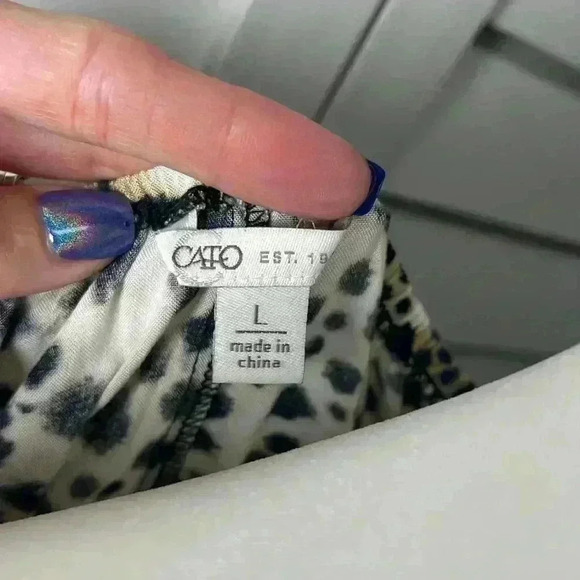 CATO EST. 19
L
made in
china